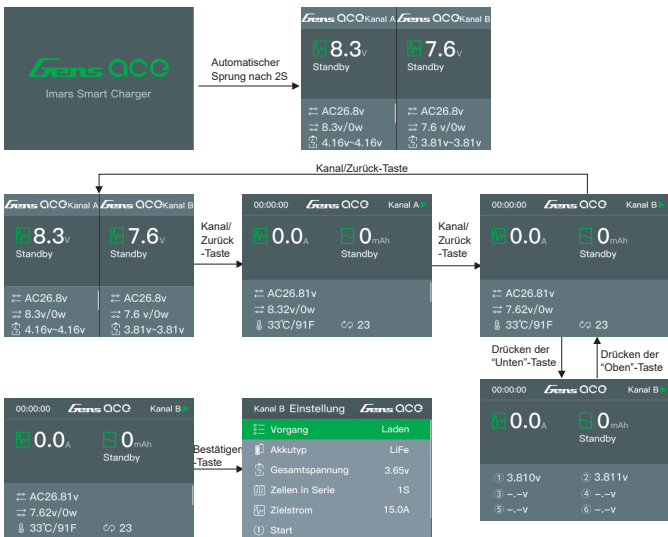 Gens ace
Imars Smart Charger
Automatischer
Sprung nach 2S
Gens ace Kanal A Gens ace Kanal B
8.3v 7.6v
Standby Standby
AC26.8v AC26.8v
8.3v/0w 7.6 v/0w
4.16v~4.16v 3.81v~3.81v
Kanal/Zurück-Taste
Gens ace Kanal A Gens ace Kanal B
8.3v 7.6v
Standby Standby
AC26.8v AC26.8v
8.3v/0w 7.6 v/0w
4.16v~4.16v 3.81v~3.81v
Kanal/
Zurück
-Taste
00:00:00 Gens ace Kanal A
0.0A 0mAh
Standby
AC26.81v
8.32v/0w
33℃/91F 23
Kanal/
Zurück
-Taste
00:00:00 Gens ace Kanal B
0.0A 0mAh
Standby
AC26.81v
7.62v/0w
33℃/91F 23
Drücken der
“Unten”-Taste
Drücken der
“Oben”-Taste
00:00:00 Gens ace Kanal B
0.0A 0mAh
Standby
① 3.810v ② 3.811v
③ –.–v ④ –.–v
⑤ –.–v ⑥ –.–v
00:00:00 Gens ace Kanal B
0.0A 0mAh
Standby
AC26.81v
7.62v/0w
33℃/91F 23
Bestätigen
-Taste
Kanal B Einstellung Gens ace
Vorgang Laden
Akkutyp LiFe
Gesamtspannung 3.65v
Zellen in Serie 1S
Zielstrom 15.0A
Start